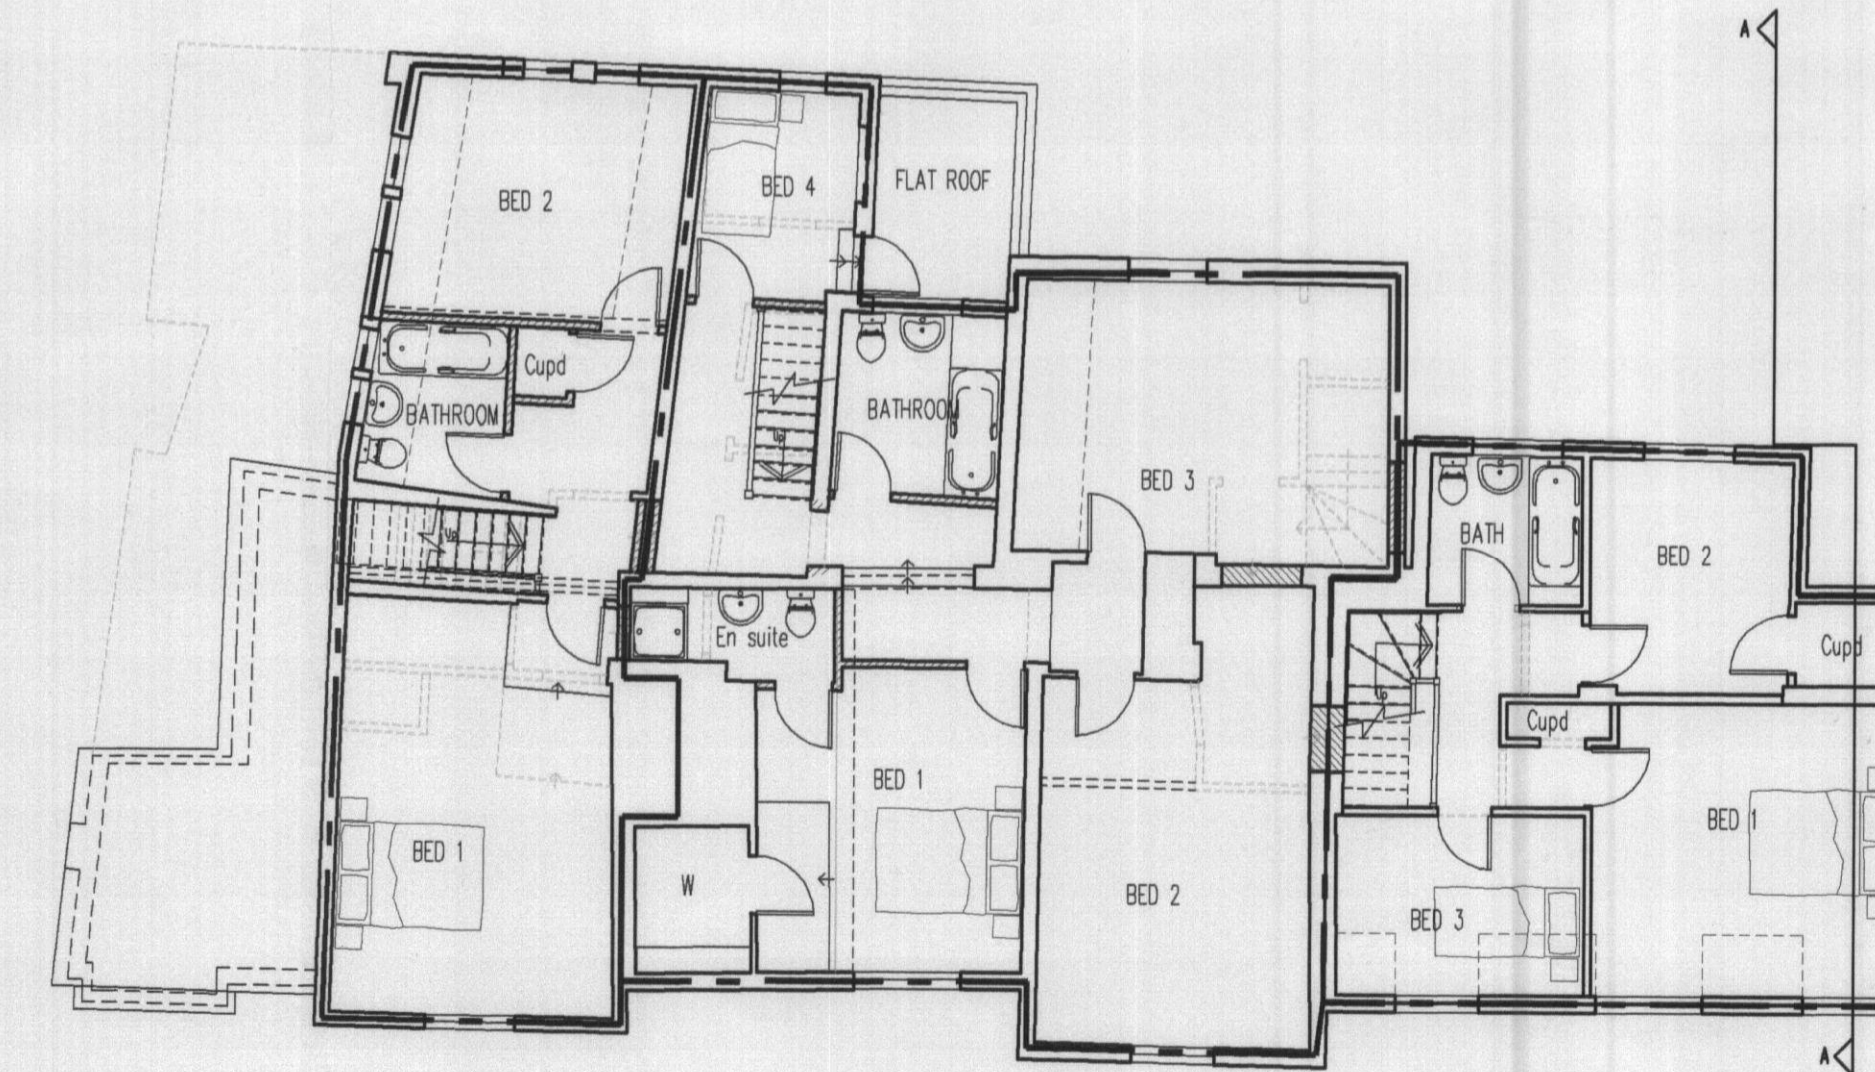 A
BED 2
BED 4
FLAT ROOF
Cupd
BATHROOM
BATHROOM
BED 3
Up
Up
BATH
BED 2
En suite
Cupd
Up
Cupd
BED 1
BED 1
BED 1
W
BED 2
BED 3
A